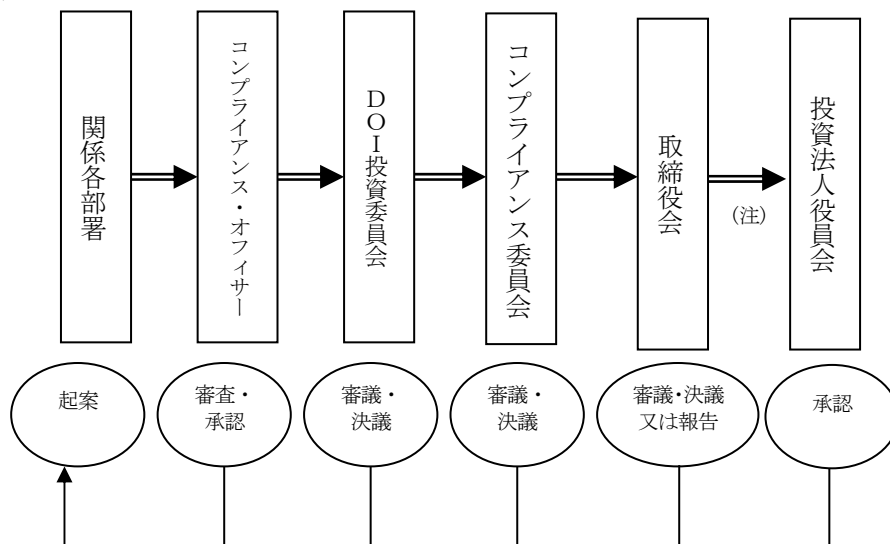 関係各部署
コンプライアンス・オフィサー
DOI投資委員会
コンプライアンス委員会
取締役会
(注)
投資法人役員会
起案
審査・
承認
審議・
決議
審議・
決議
審議・決議
又は報告
承認